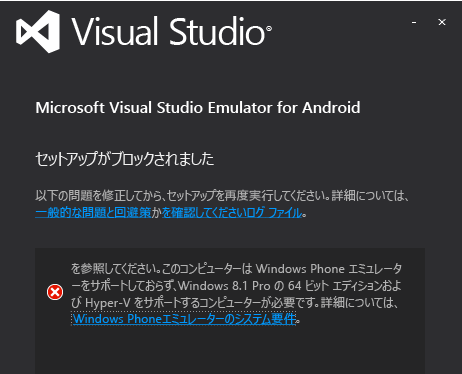 Visual Studio®
Microsoft Visual Studio Emulator for Android
セットアップがブロックされました
以下の問題を修正してから、セットアップを再度実行してください。詳細については、
一般的な問題と回避策かを確認してくださいログ ファイル。
を参照してください。このコンピューターは Windows Phone エミュレータ
ーをサポートしておらず、Windows 8.1 Pro の 64 ビット エディションおよ
び Hyper-V をサポートするコンピューターが必要です。詳細については、
Windows Phoneエミュレーターのシステム要件。